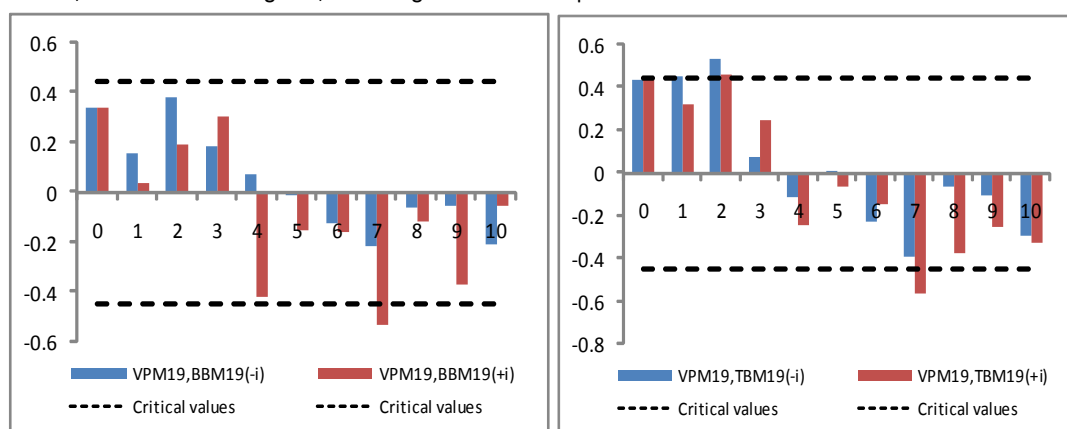 0.6
0.4
0.2
0
-0.2
-0.4
-0.6
0 1 2 3 4 5 6 7 8 9 10
VPM19,BBM19(-i) VPM19,BBM19(+i)
Critical values Critical values
0.6
0.4
0.2
0
-0.2
-0.4
-0.6
-0.8
0 1 2 3 4 5 6 7 8 9 10
VPM19,TBM19(-i) VPM19,TBM19(+i)
Critical values Critical values